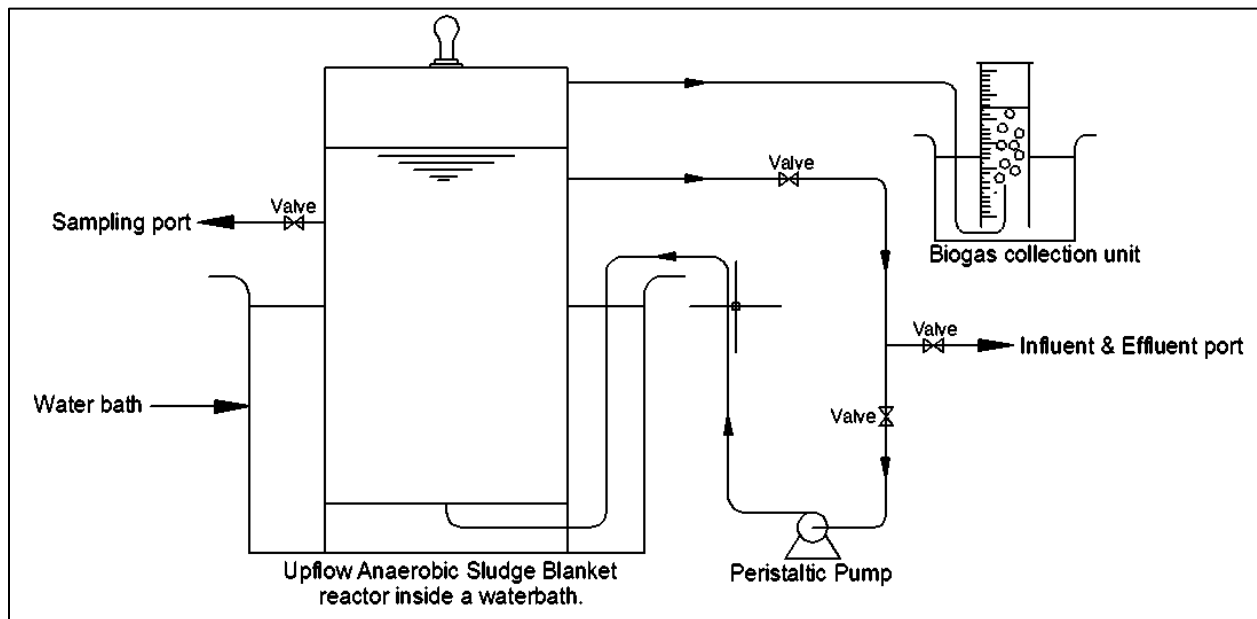 Valve
Sampling port
Valve
Biogas collection unit
Valve
Influent & Effluent port
Water bath
Valve
Upflow Anaerobic Sludge Blanket
reactor inside a waterbath.
Peristaltic Pump